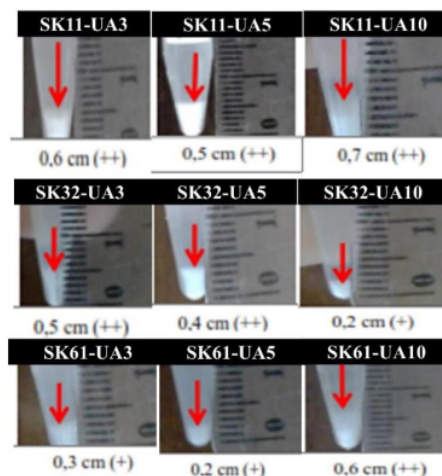 SK11-UA3 SK11-UA5 SK11-UA10
0,6 cm (++) 0,5 cm (++) 0,7 cm (++)
SK32-UA3 SK32-UA5 SK32-UA10
0,5 cm (++) 0,4 cm (++) 0,2 cm (+)
SK61-UA3 SK61-UA5 SK61-UA10
0,3 cm (+) 0,2 cm (+) 0,6 cm (++)